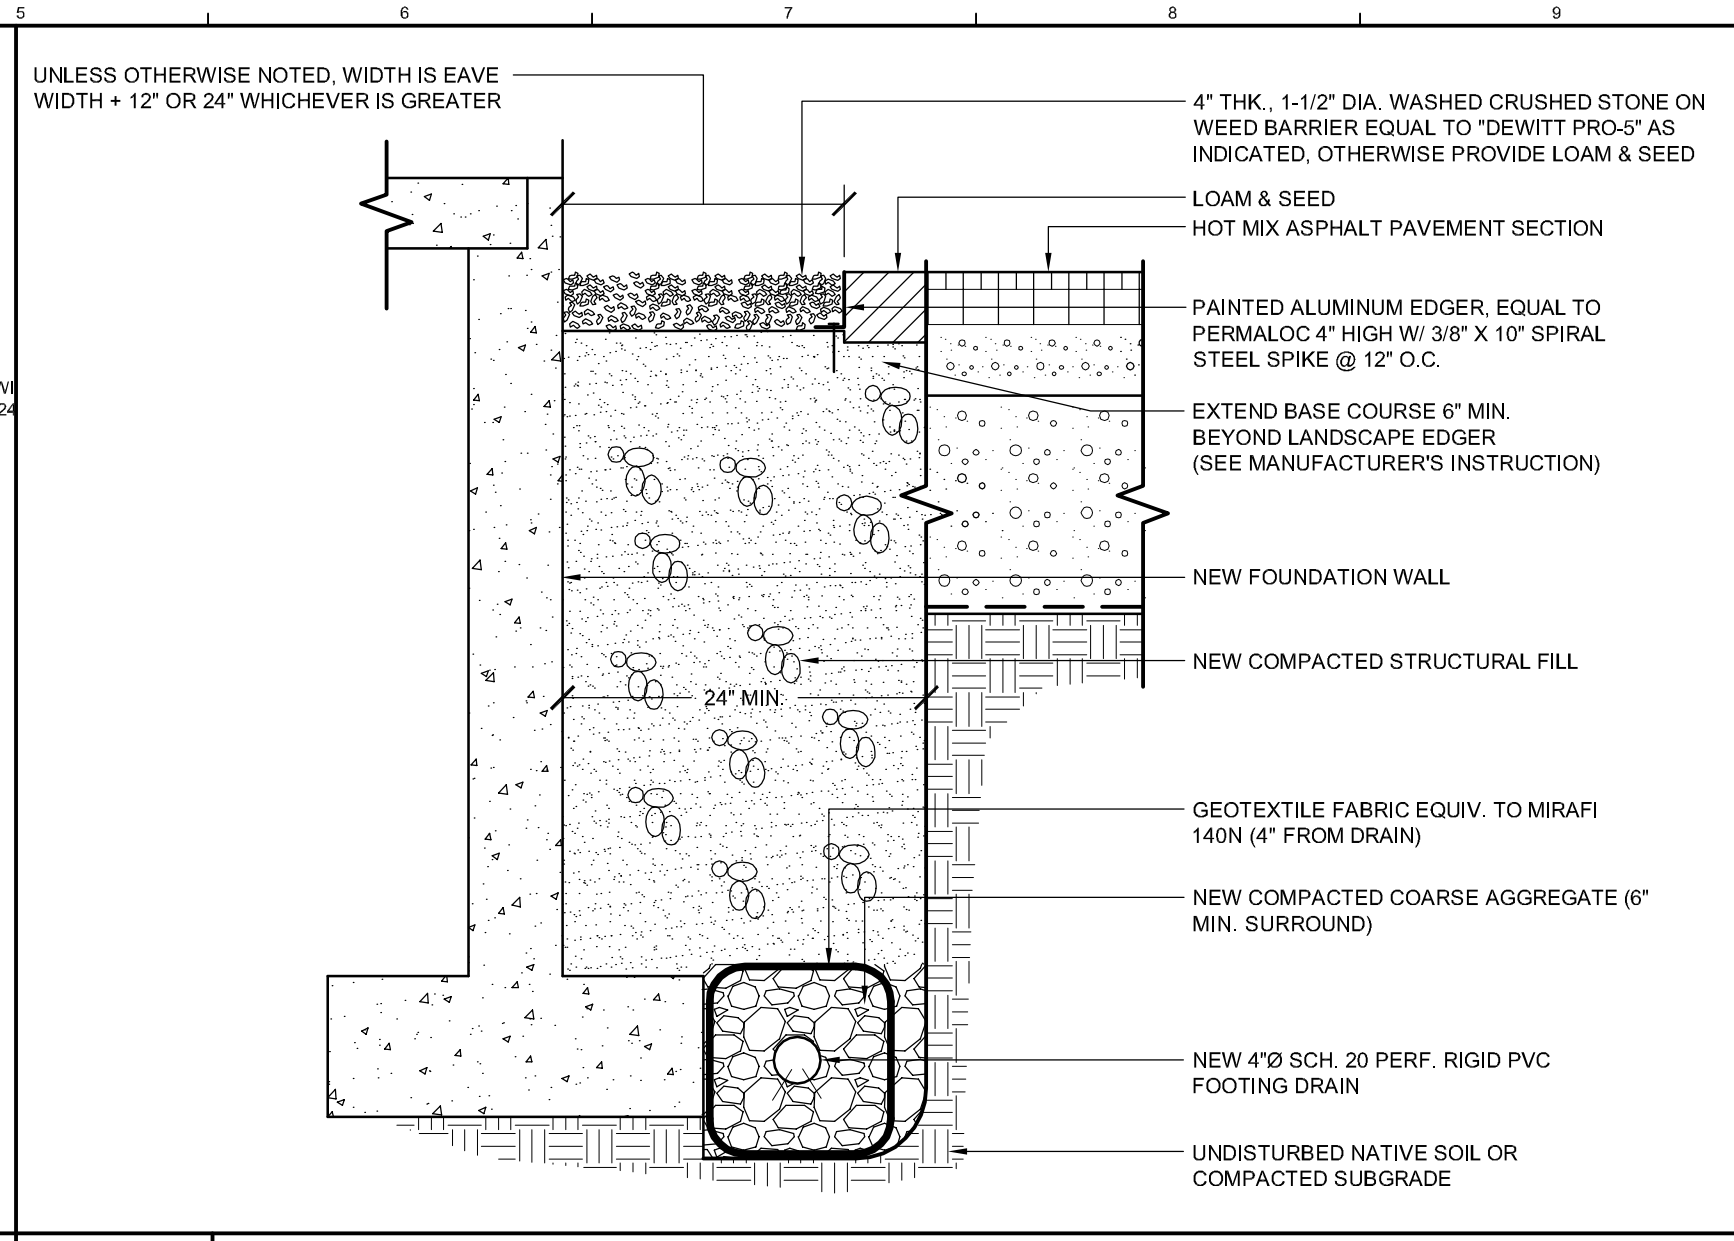 5 6 7 8 9
UNLESS OTHERWISE NOTED, WIDTH IS EAVE
WIDTH + 12" OR 24" WHICHEVER IS GREATER
4" THK., 1-1/2" DIA. WASHED CRUSHED STONE ON
WEED BARRIER EQUAL TO "DEWITT PRO-5" AS
INDICATED, OTHERWISE PROVIDE LOAM & SEED
LOAM & SEED
HOT MIX ASPHALT PAVEMENT SECTION
PAINTED ALUMINUM EDGER, EQUAL TO
PERMALOC 4" HIGH W/ 3/8" X 10" SPIRAL
STEEL SPIKE @ 12" O.C.
WI
24
EXTEND BASE COURSE 6" MIN.
BEYOND LANDSCAPE EDGER
(SEE MANUFACTURER'S INSTRUCTION)
NEW FOUNDATION WALL
NEW COMPACTED STRUCTURAL FILL
24" MIN.
GEOTEXTILE FABRIC EQUIV. TO MIRAFI
140N (4" FROM DRAIN)
NEW COMPACTED COARSE AGGREGATE (6"
MIN. SURROUND)
NEW 4"Ø SCH. 20 PERF. RIGID PVC
FOOTING DRAIN
UNDISTURBED NATIVE SOIL OR
COMPACTED SUBGRADE